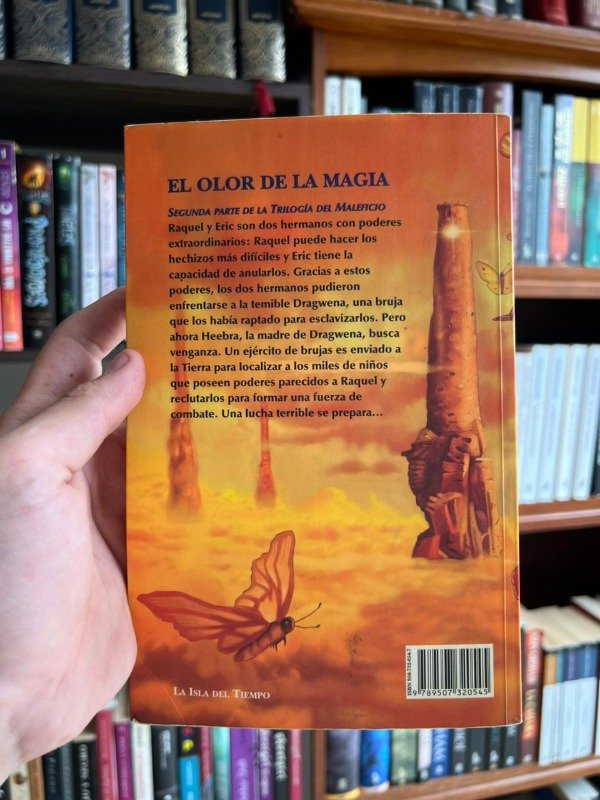 EL OLOR DE LA MAGIA
SEGUNDA PARTE DE LA TRILOGÍA DEL MALEFICIO
Raquel y Eric son dos hermanos con poderes
extraordinarios: Raquel puede hacer los
hechizos más difíciles y Eric tiene la
capacidad de anularlos. Gracias a estos
poderes, los dos hermanos pudieron
enfrentarse a la temible Dragwena, una bruja
que los había raptado para esclavizarlos. Pero
ahora Heebra, la madre de Dragwena, busca
venganza. Un ejército de brujas es enviado a
la Tierra para localizar a los miles de niños
que poseen poderes parecidos a Raquel y
reclutarlos para formar una fuerza de
combate. Una lucha terrible se prepara...
LA ISLA DEL TIEMPO
9 789507 320545